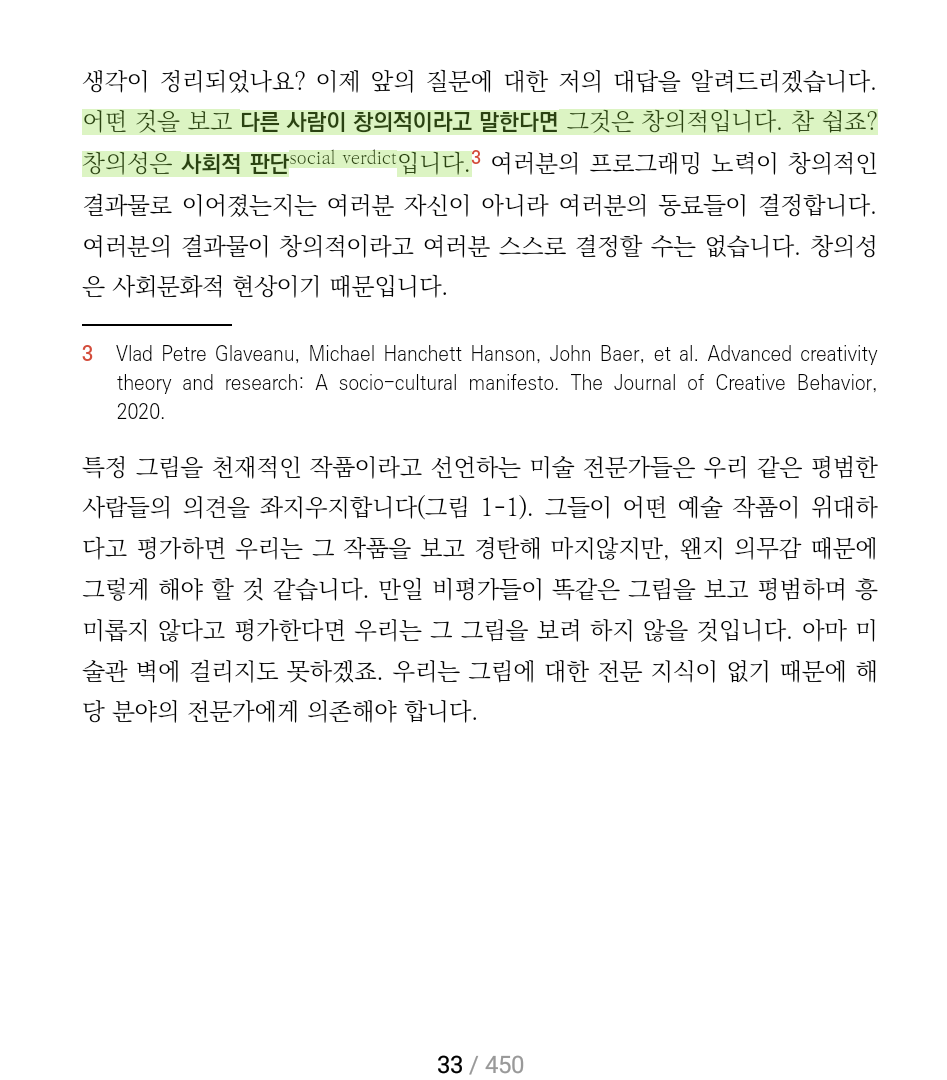 생각이 정리되었나요? 이제 앞의 질문에 대한 저의 대답을 알려드리겠습니다.
어떤 것을 보고 다른 사람이 창의적이라고 말한다면 그것은 창의적입니다. 참 쉽죠?
창의성은 사회적 판단social verdict입니다.3 여러분의 프로그래밍 노력이 창의적인
결과물로 이어졌는지는 여러분 자신이 아니라 여러분의 동료들이 결정합니다.
여러분의 결과물이 창의적이라고 여러분 스스로 결정할 수는 없습니다. 창의성
은 사회문화적 현상이기 때문입니다.
3 Vlad Petre Glaveanu, Michael Hanchett Hanson, John Baer, et al. Advanced creativity
theory and research: A socio-cultural manifesto. The Journal of Creative Behavior,
2020.
특정 그림을 천재적인 작품이라고 선언하는 미술 전문가들은 우리 같은 평범한
사람들의 의견을 좌지우지합니다(그림 1-1). 그들이 어떤 예술 작품이 위대하
다고 평가하면 우리는 그 작품을 보고 경탄해 마지않지만, 왠지 의무감 때문에
그렇게 해야 할 것 같습니다. 만일 비평가들이 똑같은 그림을 보고 평범하며 흥
미롭지 않다고 평가한다면 우리는 그 그림을 보려 하지 않을 것입니다. 아마 미
술관 벽에 걸리지도 못하겠죠. 우리는 그림에 대한 전문 지식이 없기 때문에 해
당 분야의 전문가에게 의존해야 합니다.
33 / 450